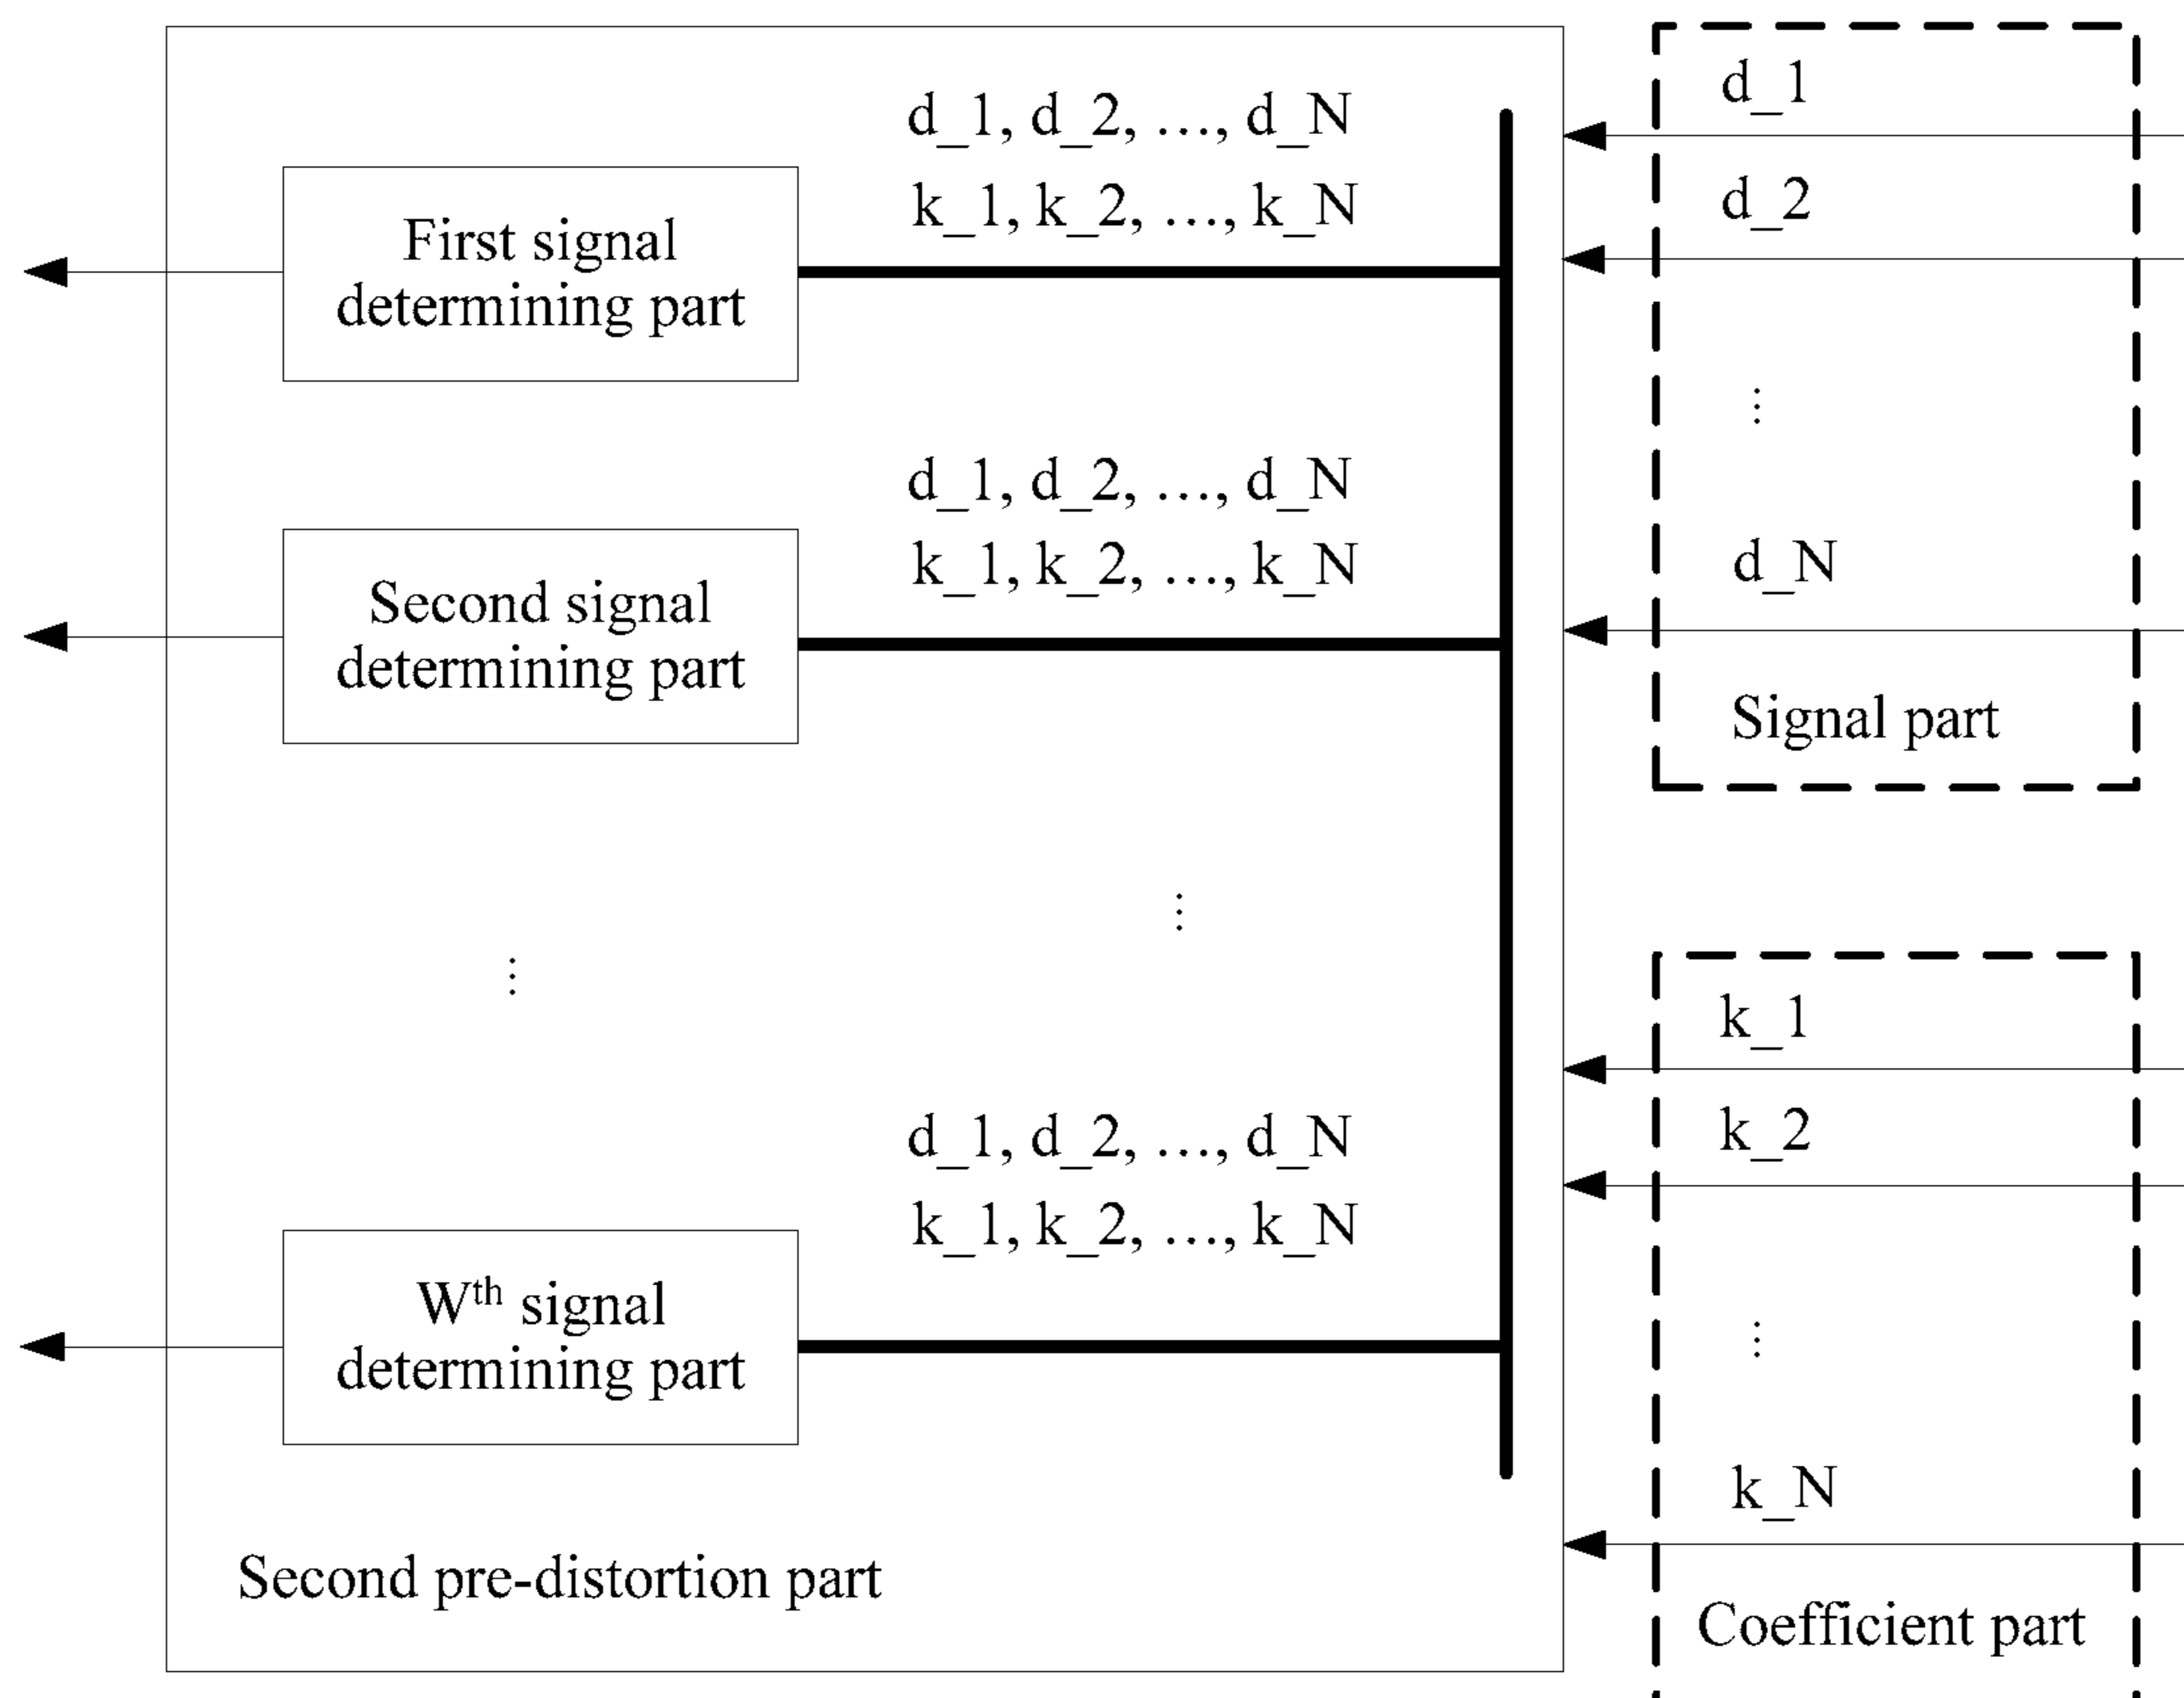 d_1, d_2, ..., d_N
k_1, k_2, ..., k_N
First signal
determining part
d_1, d_2, ..., d_N
k_1, k_2, ..., k_N
Second signal
determining part
⋮
⋮
d_1, d_2, ..., d_N
k_1, k_2, ..., k_N
Wth signal
determining part
Second pre-distortion part
d_1
d_2
⋮
d_N
Signal part
k_1
k_2
⋮
k_N
Coefficient part